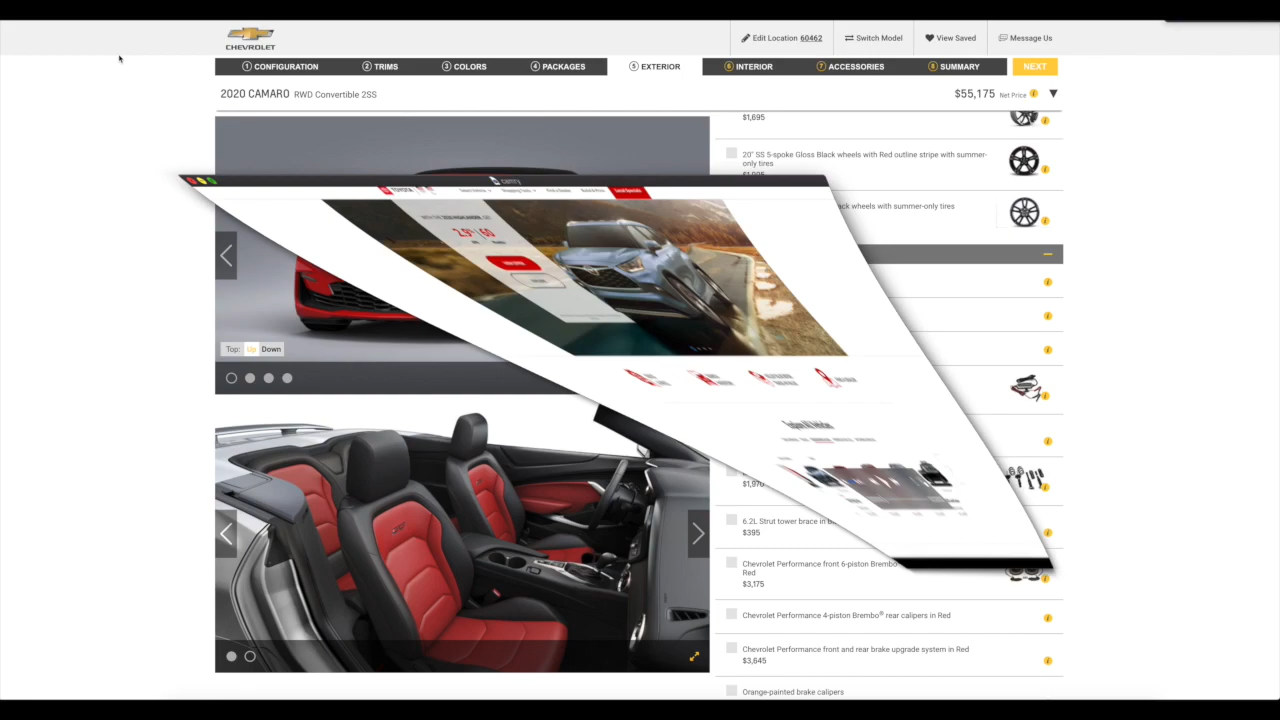 CHEVROLET
Edit Location 60462
Switch Model
View Saved
Message Us
1 CONFIGURATION
2 TRIMS
3 COLORS
4 PACKAGES
5 EXTERIOR
6 INTERIOR
7 ACCESSORIES
8 SUMMARY
NEXT
2020 CAMARO RWD Convertible 2SS
$55,175 Net Price
$1,695
20" SS 5-spoke Gloss Black wheels with Red outline stripe with summer-
only tires
camry
wheels with summer-only tires
2.9% 60
Top: Up Down
$1,970
6.2L Strut tower brace in
$395
Chevrolet Performance front 6-piston Brembo
Red
$3,175
Chevrolet Performance 4-piston Brembo® rear calipers in Red
Chevrolet Performance front and rear brake upgrade system in Red
$3,645
Orange-painted brake calipers